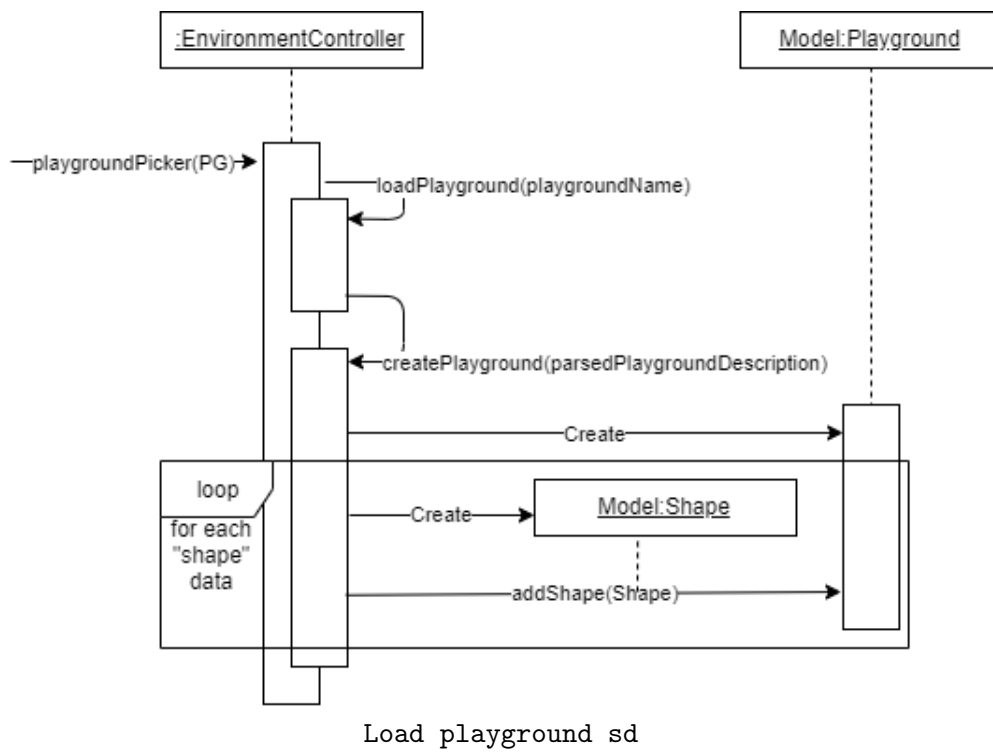 :EnvironmentController
Model:Playground
playgroundPicker(PG)
loadPlayground(playgroundName)
createPlayground(parsedPlaygroundDescription)
Create
loop
for each
"shape"
data
Create
Model:Shape
addShape(Shape)
Load playground sd